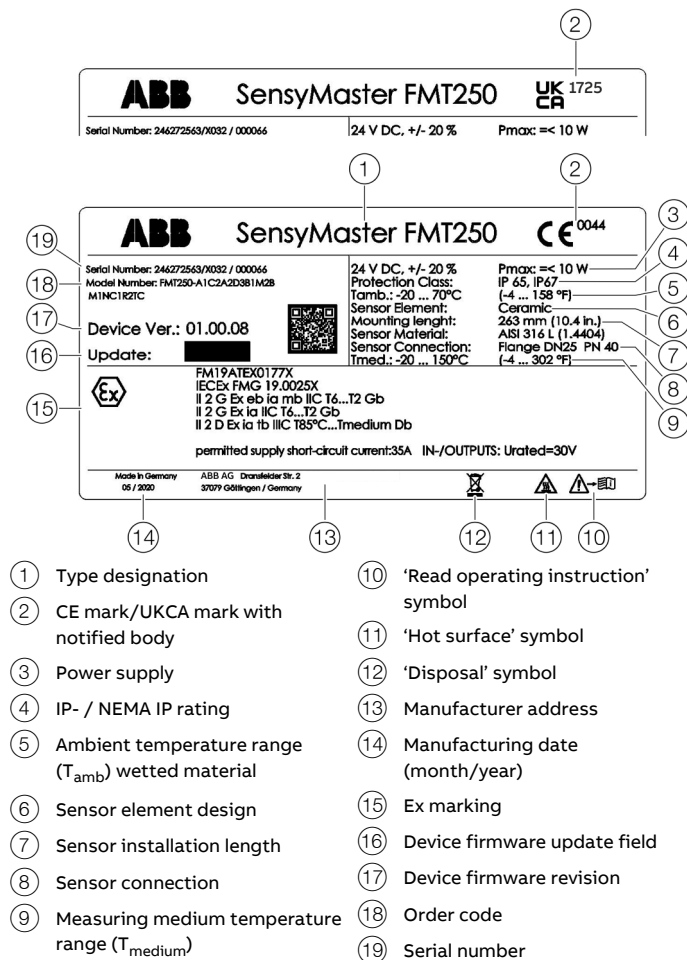 2
ABB SensyMaster FMT250 UK CA 1725
Serial Number: 246272563/X032 / 000066 24 V DC, +/- 20 % Pmax: =< 10 W
1 2
ABB SensyMaster FMT250 CE 0044
3
4
5
6
7
8
9
19
18
17
16
15
Serial Number: 246272563/X032 / 000066
Model Number: FMT250-A1C2A2D3B1M2B
M1NC1R2TC
Device Ver.: 01.00.08
Update:
24 V DC, +/- 20 % Pmax: =< 10 W
Protection Class: IP 65, IP67
Tamb.: -20 ... 70°C (-4 ... 158 °F)
Sensor Element: Ceramic
Mounting lenght: 263 mm (10.4 in.)
Sensor Material: AISI 316 L (1.4404)
Sensor Connection: Flange DN25 PN 40
Tmed.: -20 ... 150°C (-4 ... 302 °F)
Ex
FM19ATEX0177X
IECEx FMG 19.0025X
II 2 G Ex eb ia mb IIC T6...T2 Gb
II 2 G Ex ia IIC T6...T2 Gb
II 2 D Ex ia tb IIIC T85°C...Tmedium Db
permitted supply short-circuit current:35A IN-/OUTPUTS: Urated=30V
Made in Germany
05 / 2020
ABB AG Dransfelder Str. 2
37079 Göttingen / Germany
14 13 12 11 10
1 Type designation
2 CE mark/UKCA mark with
notified body
3 Power supply
4 IP- / NEMA IP rating
5 Ambient temperature range
(Tamb) wetted material
6 Sensor element design
7 Sensor installation length
8 Sensor connection
9 Measuring medium temperature
range (Tmedium)
10 ‘Read operating instruction’
symbol
11 ‘Hot surface’ symbol
12 ‘Disposal’ symbol
13 Manufacturer address
14 Manufacturing date
(month/year)
15 Ex marking
16 Device firmware update field
17 Device firmware revision
18 Order code
19 Serial number